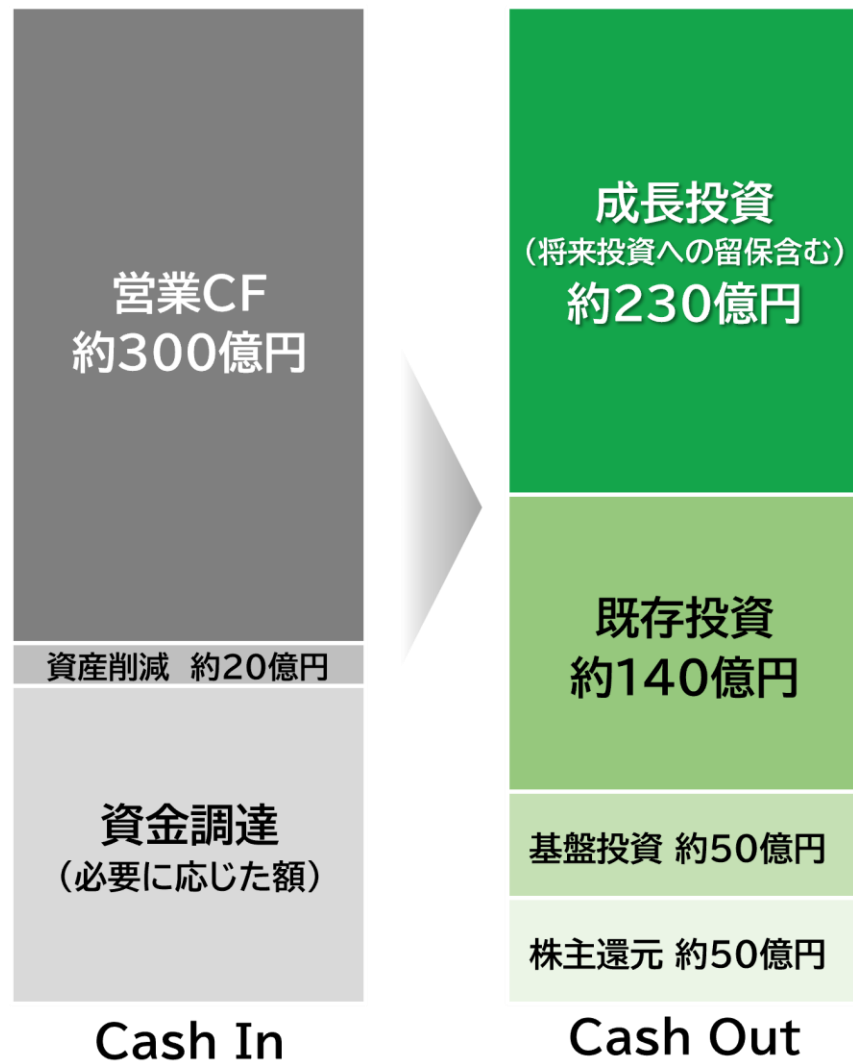 営業CF
約300億円
資産削減 約20億円
資金調達
（必要に応じた額）
Cash In
成長投資
（将来投資への留保含む）
約230億円
既存投資
約140億円
基盤投資 約50億円
株主還元 約50億円
Cash Out